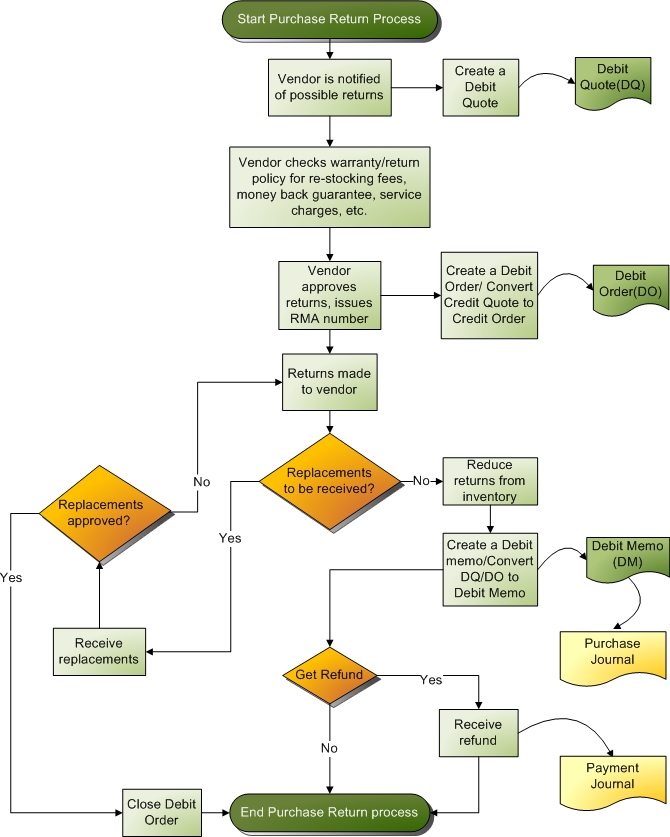 Start Purchase Return Process
Vendor is notified
of possible returns
Create a
Debit
Quote
Debit
Quote(DQ)
Vendor checks warranty/return
policy for re-stocking fees,
money back guarantee, service
charges, etc.
Vendor
approves
returns, issues
RMA number
Create a Debit
Order/ Convert
Credit Quote to
Credit Order
Debit
Order(DO)
Returns made
to vendor
No
Replacements
to be received?
No
Reduce
returns from
inventory
Replacements
approved?
Yes
Yes
Create a Debit
memo/Convert
DQ/DO to
Debit Memo
Debit Memo
(DM)
Receive
replacements
Purchase
Journal
Get Refund
Yes
No
Receive
refund
Payment
Journal
Close Debit
Order
End Purchase Return process